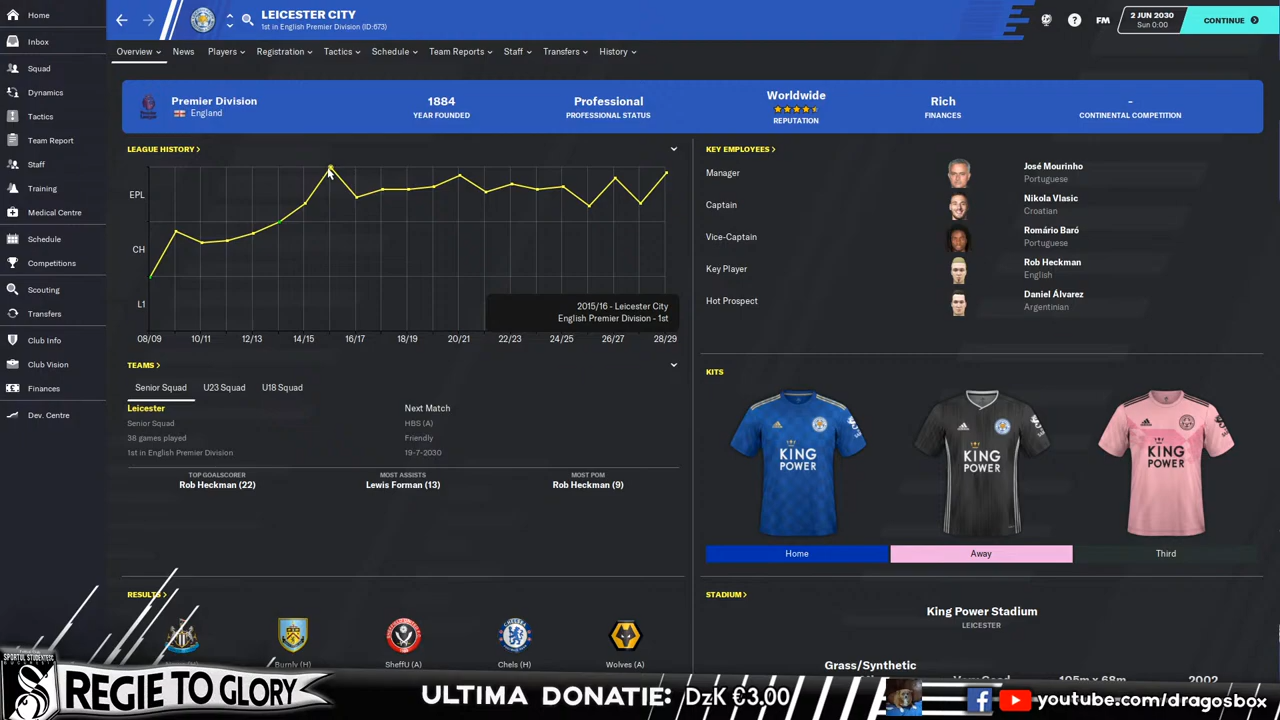 Home
Inbox
Squad
Dynamics
Tactics
Team Report
Staff
Training
Medical Centre
Schedule
Competitions
Scouting
Transfers
Club Info
Club Vision
Finances
Dev. Centre
LEICESTER CITY
1st in English Premier Division (ID:673)
FM
2 JUN 2030
Sun 0:00
CONTINUE
Overview
News
Players
Registration
Tactics
Schedule
Team Reports
Staff
Transfers
History
Premier Division
England
1884
YEAR FOUNDED
Professional
PROFESSIONAL STATUS
Worldwide
REPUTATION
Rich
FINANCES
-
CONTINENTAL COMPETITION
LEAGUE HISTORY >
EPL
CH
L1
2015/16 - Leicester City
English Premier Division - 1st
08/09 10/11 12/13 14/15 16/17 18/19 20/21 22/23 24/25 26/27 28/29
KEY EMPLOYEES >
Manager
José Mourinho
Portuguese
Captain
Nikola Vlasic
Croatian
Vice-Captain
Romário Baró
Portuguese
Key Player
Rob Heckman
English
Hot Prospect
Daniel Álvarez
Argentinian
TEAMS >
Senior Squad U23 Squad U18 Squad
Leicester
Senior Squad
38 games played
1st in English Premier Division
Next Match
HBS (A)
Friendly
19-7-2030
TOP GOALSCORER
Rob Heckman (22)
MOST ASSISTS
Lewis Forman (13)
MOST POM
Rob Heckman (9)
KITS
KING POWER
KING POWER
KING POWER
Home
Away
Third
RESULTS >
Burnly (H)
SheffU (A)
Chels (H)
Wolves (A)
STADIUM >
King Power Stadium
LEICESTER
Grass/Synthetic
105m x 68m
2002
SPORTUL STUDENTESC
REGIE TO GLORY
ULTIMA DONATIE: DzK €3.00
youtube.com/dragosbox